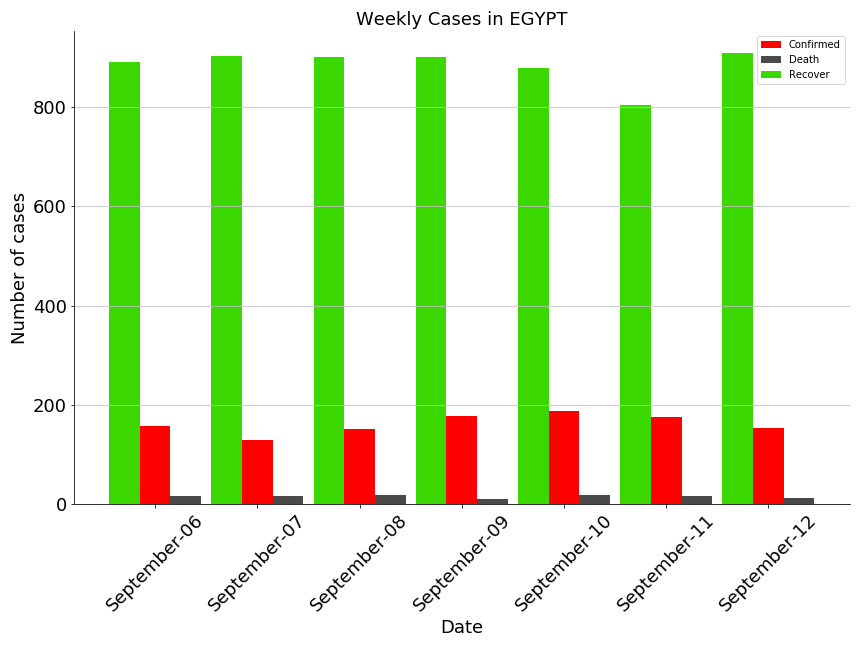 Weekly Cases in EGYPT
Confirmed
Death
Recover
Number of cases
800
600
400
200
0
September-06
September-07
September-08
September-09
September-10
September-11
September-12
Date